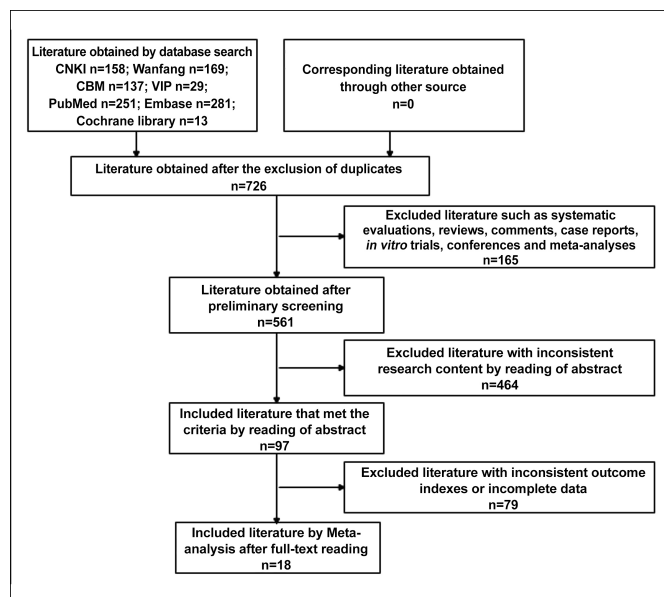 Literature obtained by database search
CNKI n=158; Wanfang n=169;
CBM n=137; VIP n=29;
PubMed n=251; Embase n=281;
Cochrane library n=13
Corresponding literature obtained
through other source
n=0
Literature obtained after the exclusion of duplicates
n=726
Excluded literature such as systematic
evaluations, reviews, comments, case reports,
in vitro trials, conferences and meta-analyses
n=165
Literature obtained after
preliminary screening
n=561
Excluded literature with inconsistent
research content by reading of abstract
n=464
Included literature that met the
criteria by reading of abstract
n=97
Excluded literature with inconsistent outcome
indexes or incomplete data
n=79
Included literature by Meta-
analysis after full-text reading
n=18